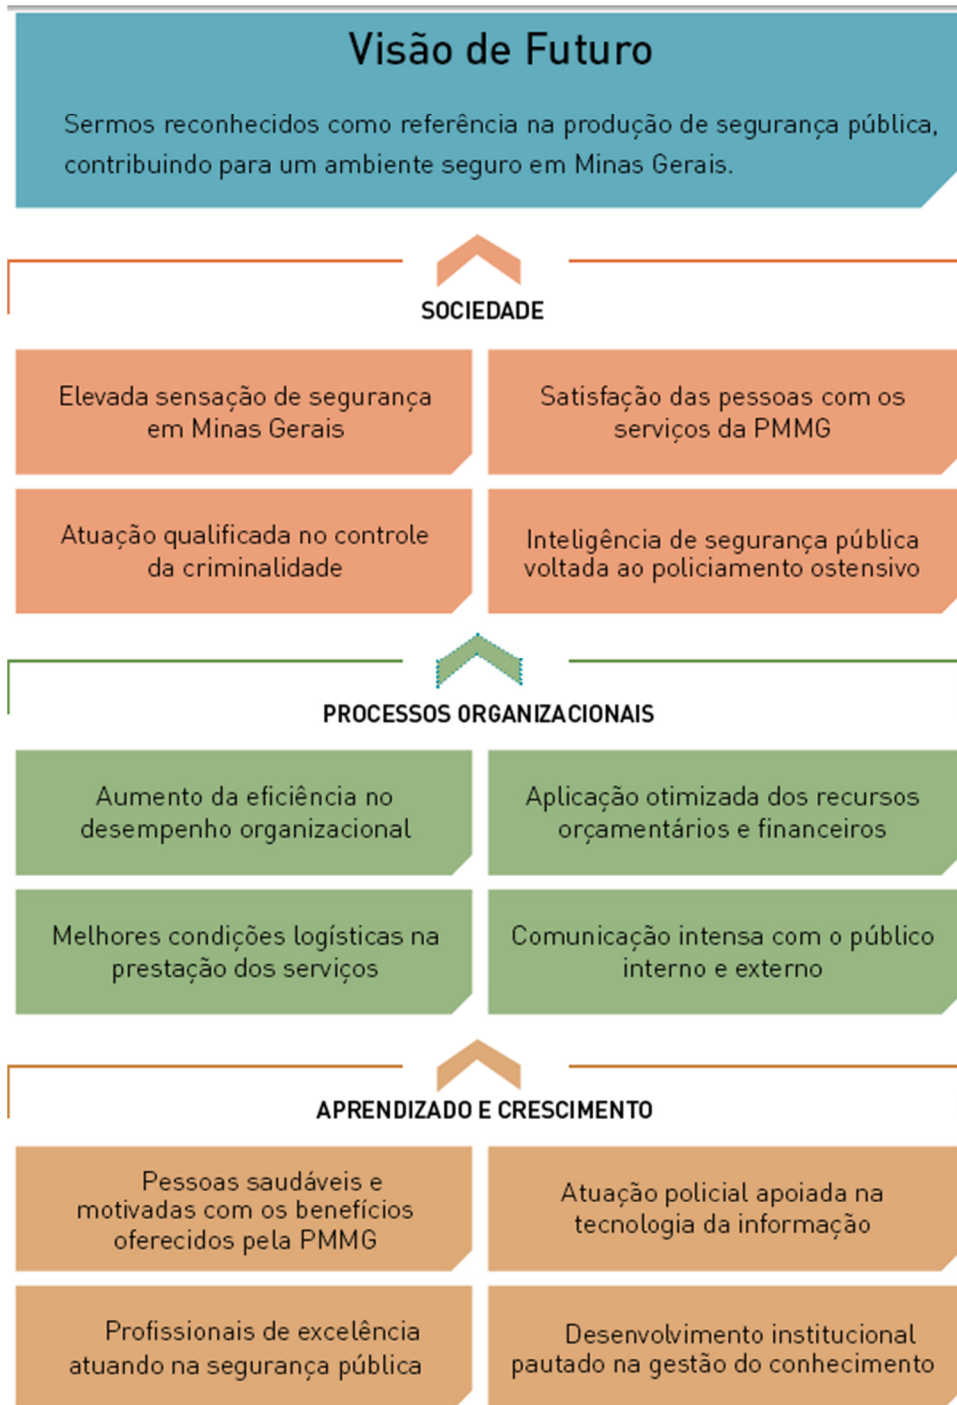 Visão de Futuro
Sermos reconhecidos como referência na produção de segurança pública,
contribuindo para um ambiente seguro em Minas Gerais.
SOCIEDADE
Elevada sensação de segurança
em Minas Gerais
Satisfação das pessoas com os
serviços da PMMG
Atuação qualificada no controle
da criminalidade
Inteligência de segurança pública
voltada ao policiamento ostensivo
PROCESSOS ORGANIZACIONAIS
Aumento da eficiência no
desempenho organizacional
Aplicação otimizada dos recursos
orçamentários e financeiros
Melhores condições logísticas na
prestação dos serviços
Comunicação intensa com o público
interno e externo
APRENDIZADO E CRESCIMENTO
Pessoas saudáveis e
motivadas com os benefícios
oferecidos pela PMMG
Atuação policial apoiada na
tecnologia da informação
Profissionais de excelência
atuando na segurança pública
Desenvolvimento institucional
pautado na gestão do conhecimento